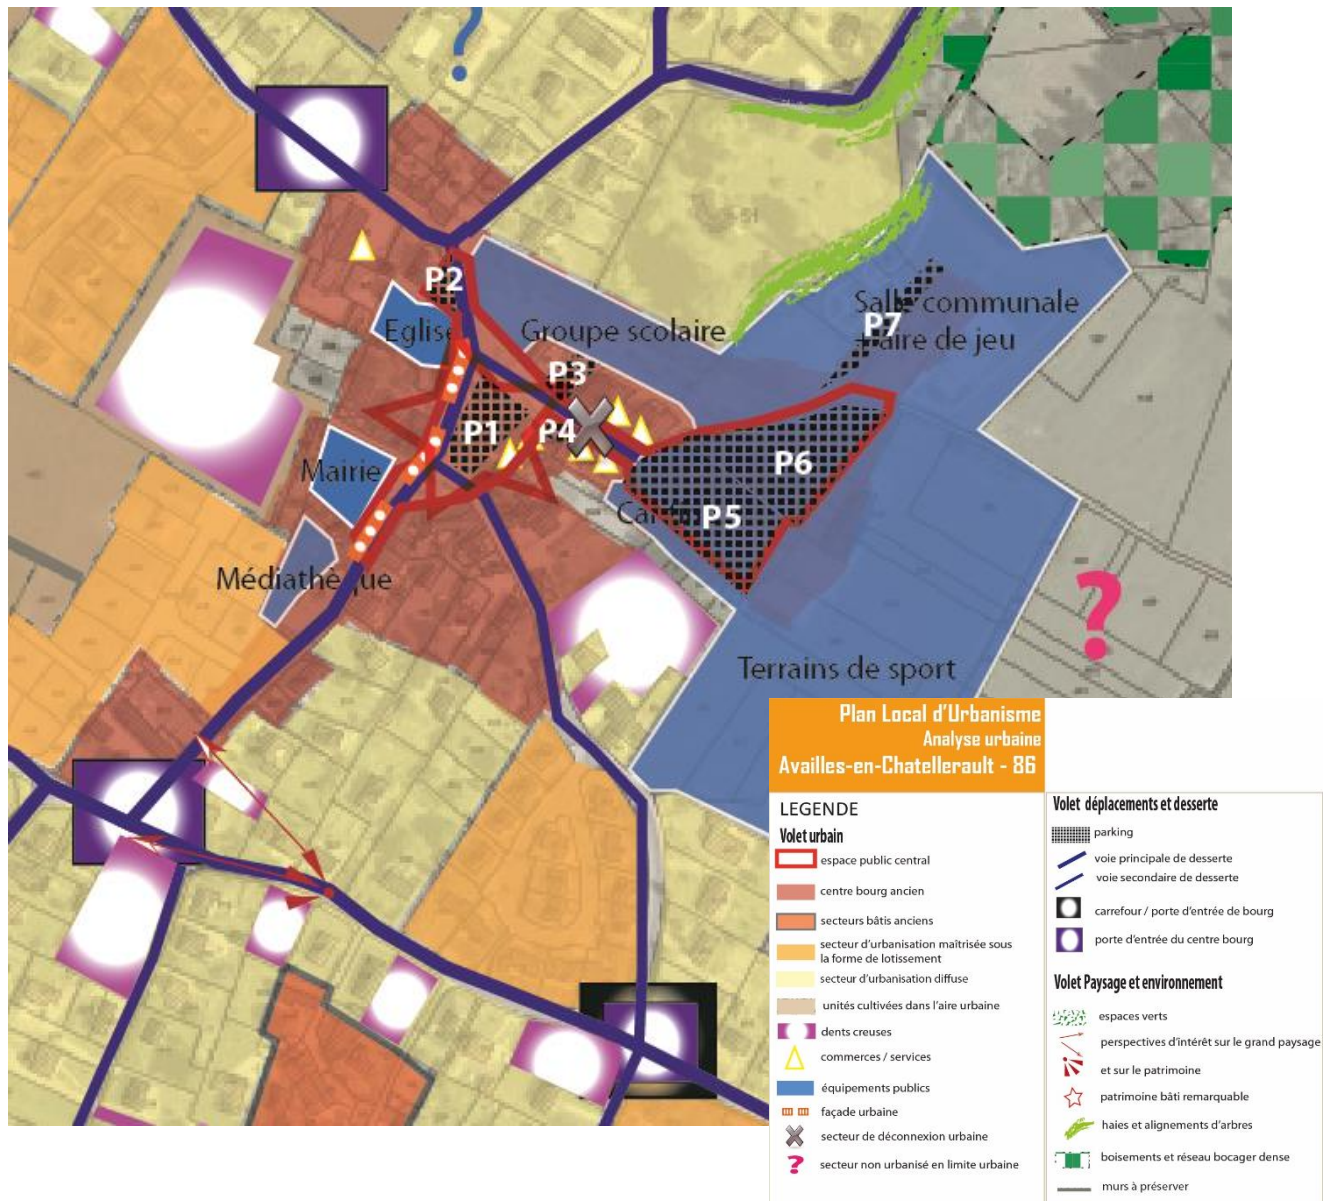 ?
P2
Eglise
Groupe scolaire
Salle communale
P7
aire de jeu
P3
P1
P4
P6
P5
Mairie
Médiathèque
?
Terrains de sport
Plan Local d'Urbanisme
Analyse urbaine
Availles-en-Chatellerault - 86
LEGENDE
Volet urbain
espace public central
centre bourg ancien
secteurs bâtis anciens
secteur d'urbanisation maîtrisée sous
la forme de lotissement
secteur d'urbanisation diffuse
unités cultivées dans l'aire urbaine
dents creuses
commerces / services
équipements publics
façade urbaine
secteur de déconnexion urbaine
? secteur non urbanisé en limite urbaine
Volet déplacements et desserte
parking
voie principale de desserte
voie secondaire de desserte
carrefour / porte d'entrée de bourg
porte d'entrée du centre bourg
Volet Paysage et environnement
espaces verts
perspectives d'intérêt sur le grand paysage
et sur le patrimoine
patrimoine bâti remarquable
haies et alignements d'arbres
boisements et réseau bocager dense
murs à préserver